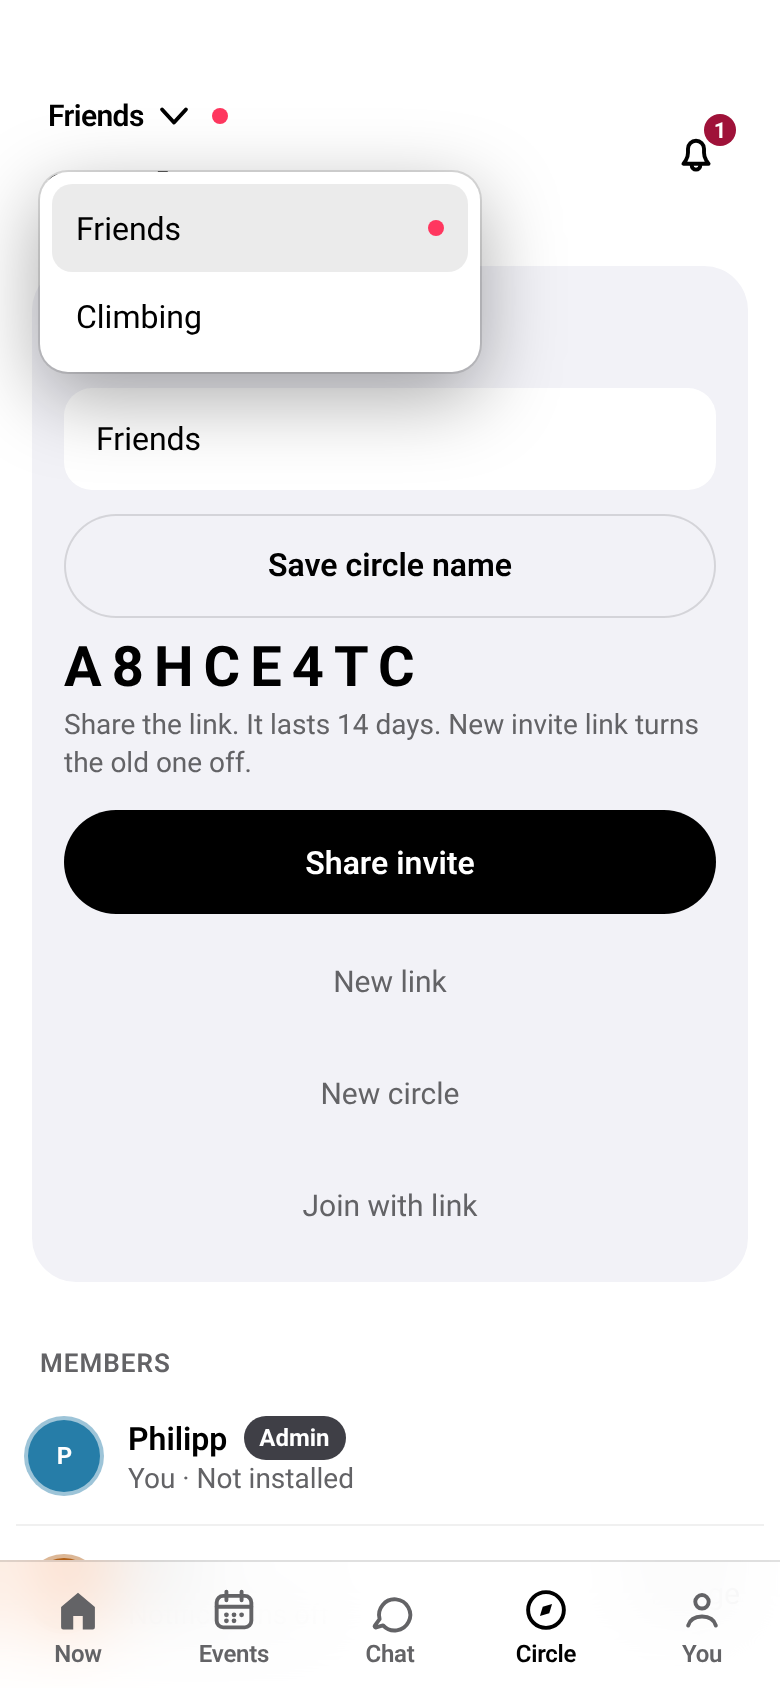 Friends
1
Friends
Climbing
Friends
Save circle name
A8HCE4TC
Share the link. It lasts 14 days. New invite link turns
the old one off.
Share invite
New link
New circle
Join with link
MEMBERS
P
Philipp Admin
You · Not installed
Now Events Chat Circle You